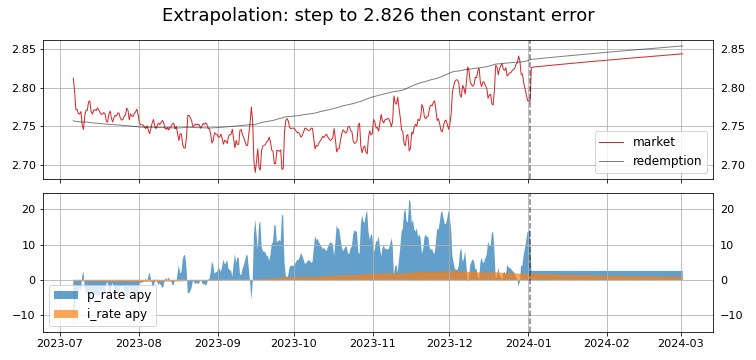 Extrapolation: step to 2.826 then constant error
2.85 2.85
2.80 2.80
2.75 2.75
2.70 2.70
market
redemption
20 20
10 10
0 0
−10 −10
p_rate apy
i_rate apy
2023-07 2023-08 2023-09 2023-10 2023-11 2023-12 2024-01 2024-02 2024-03